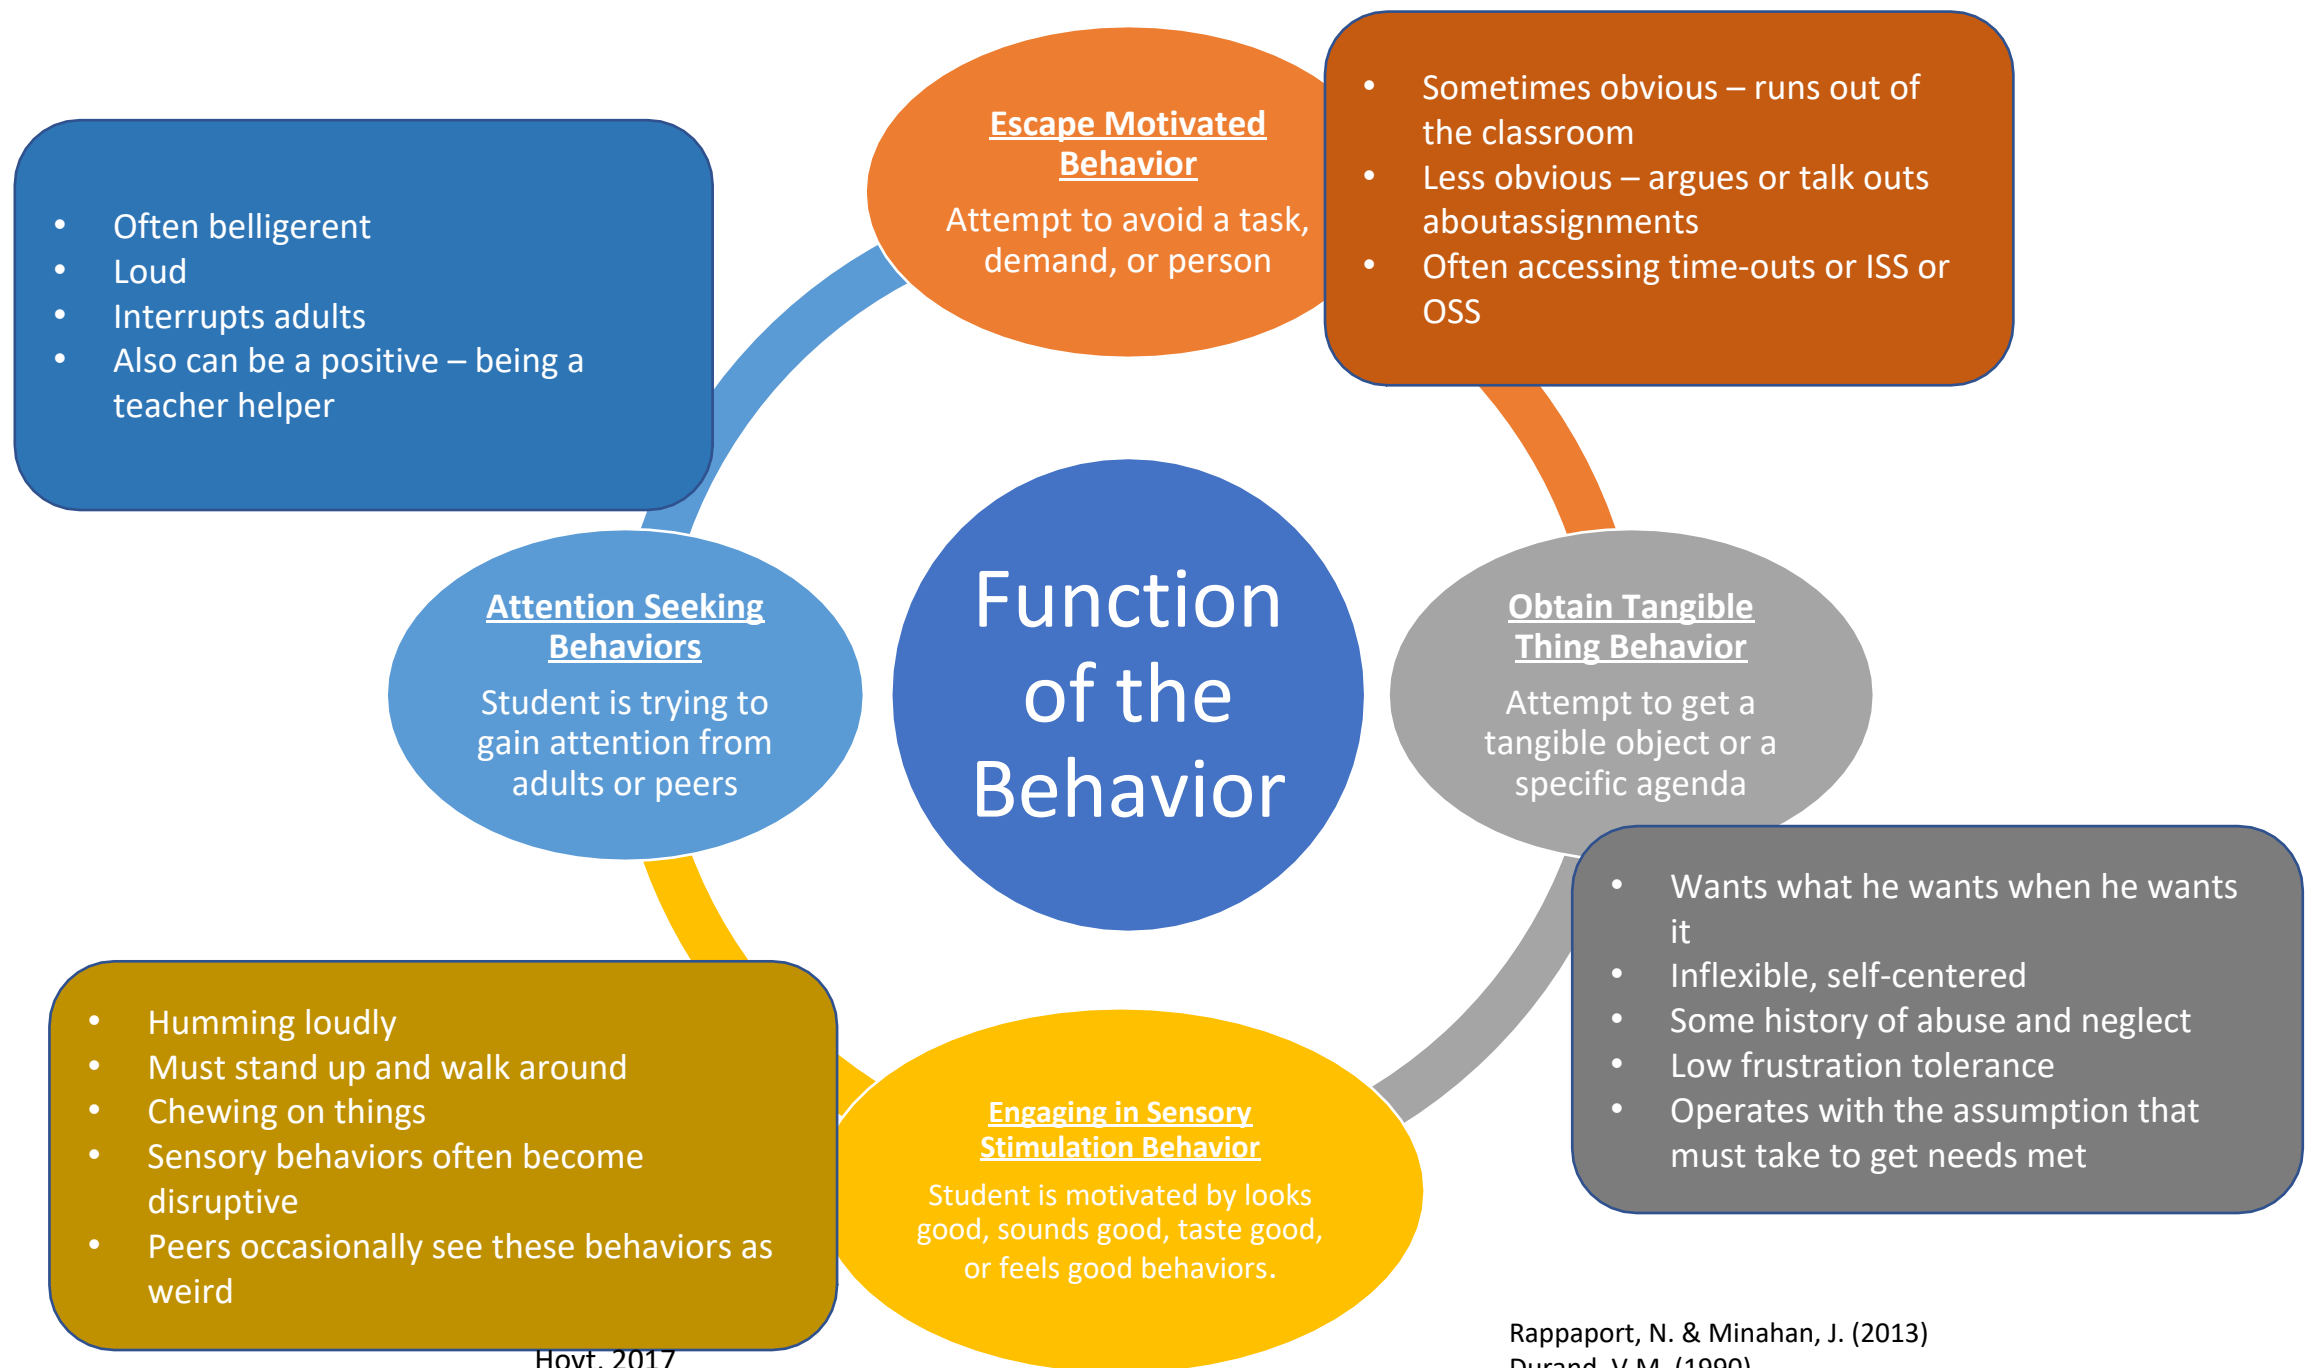 Escape Motivated
Behavior
Attempt to avoid a task,
demand, or person
• Sometimes obvious – runs out of
the classroom
• Less obvious – argues or talk outs
aboutassignments
• Often accessing time-outs or ISS or
OSS
• Often belligerent
• Loud
• Interrupts adults
• Also can be a positive – being a
teacher helper
Attention Seeking
Behaviors
Student is trying to
gain attention from
adults or peers
Function
of the
Behavior
Obtain Tangible
Thing Behavior
Attempt to get a
tangible object or a
specific agenda
• Wants what he wants when he wants
it
• Inflexible, self-centered
• Some history of abuse and neglect
• Low frustration tolerance
• Operates with the assumption that
must take to get needs met
• Humming loudly
• Must stand up and walk around
• Chewing on things
• Sensory behaviors often become
disruptive
• Peers occasionally see these behaviors as
weird
Engaging in Sensory
Stimulation Behavior
Student is motivated by looks
good, sounds good, taste good,
or feels good behaviors.
Hoyt, 2017
Rappaport, N. & Minahan, J. (2013)
Durand, V.M. (1990)